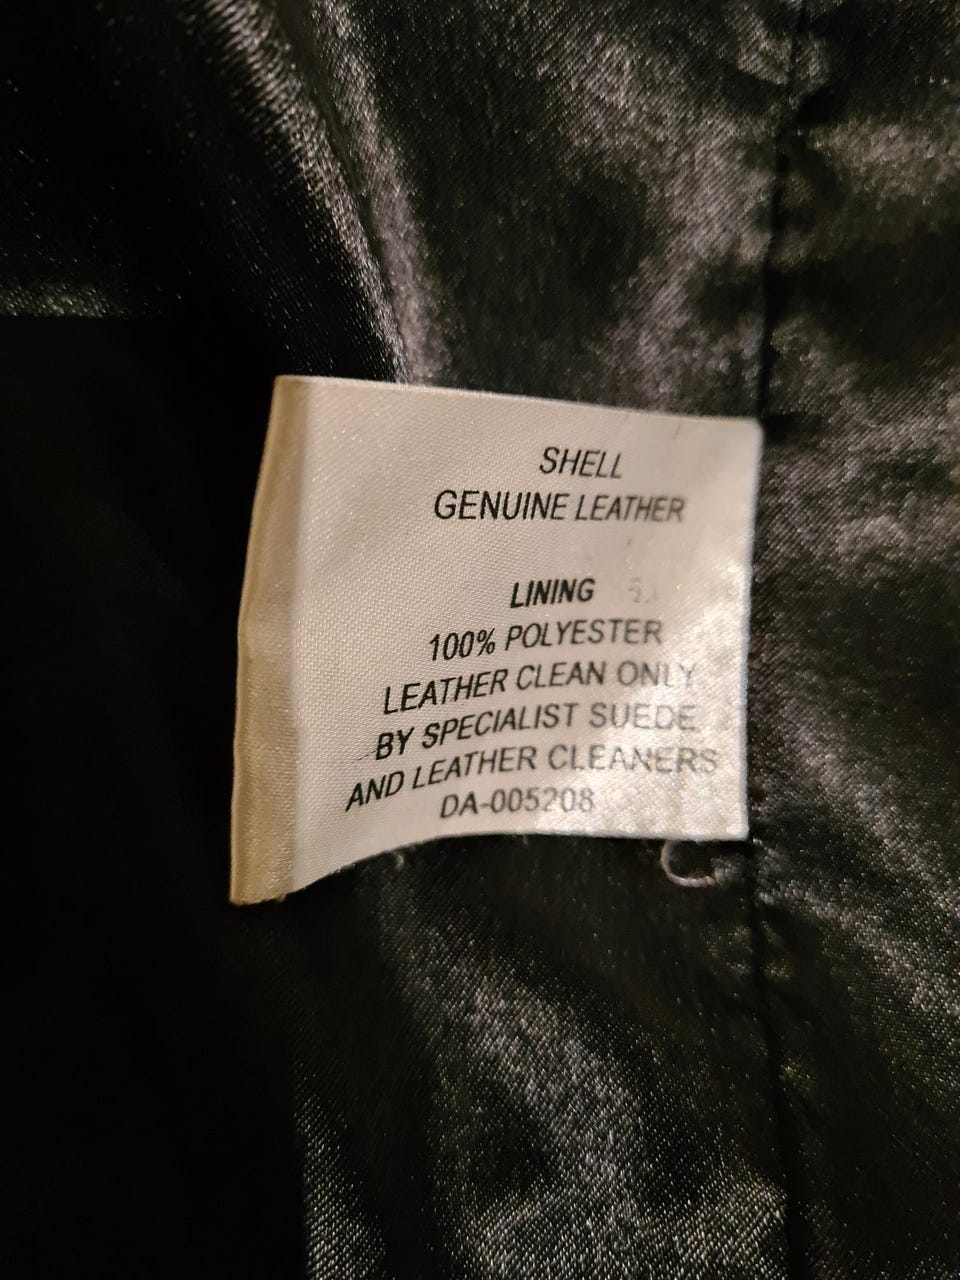 SHELL
GENUINE LEATHER
LINING
100% POLYESTER
LEATHER CLEAN ONLY
BY SPECIALIST SUEDE
AND LEATHER CLEANERS
DA-005208